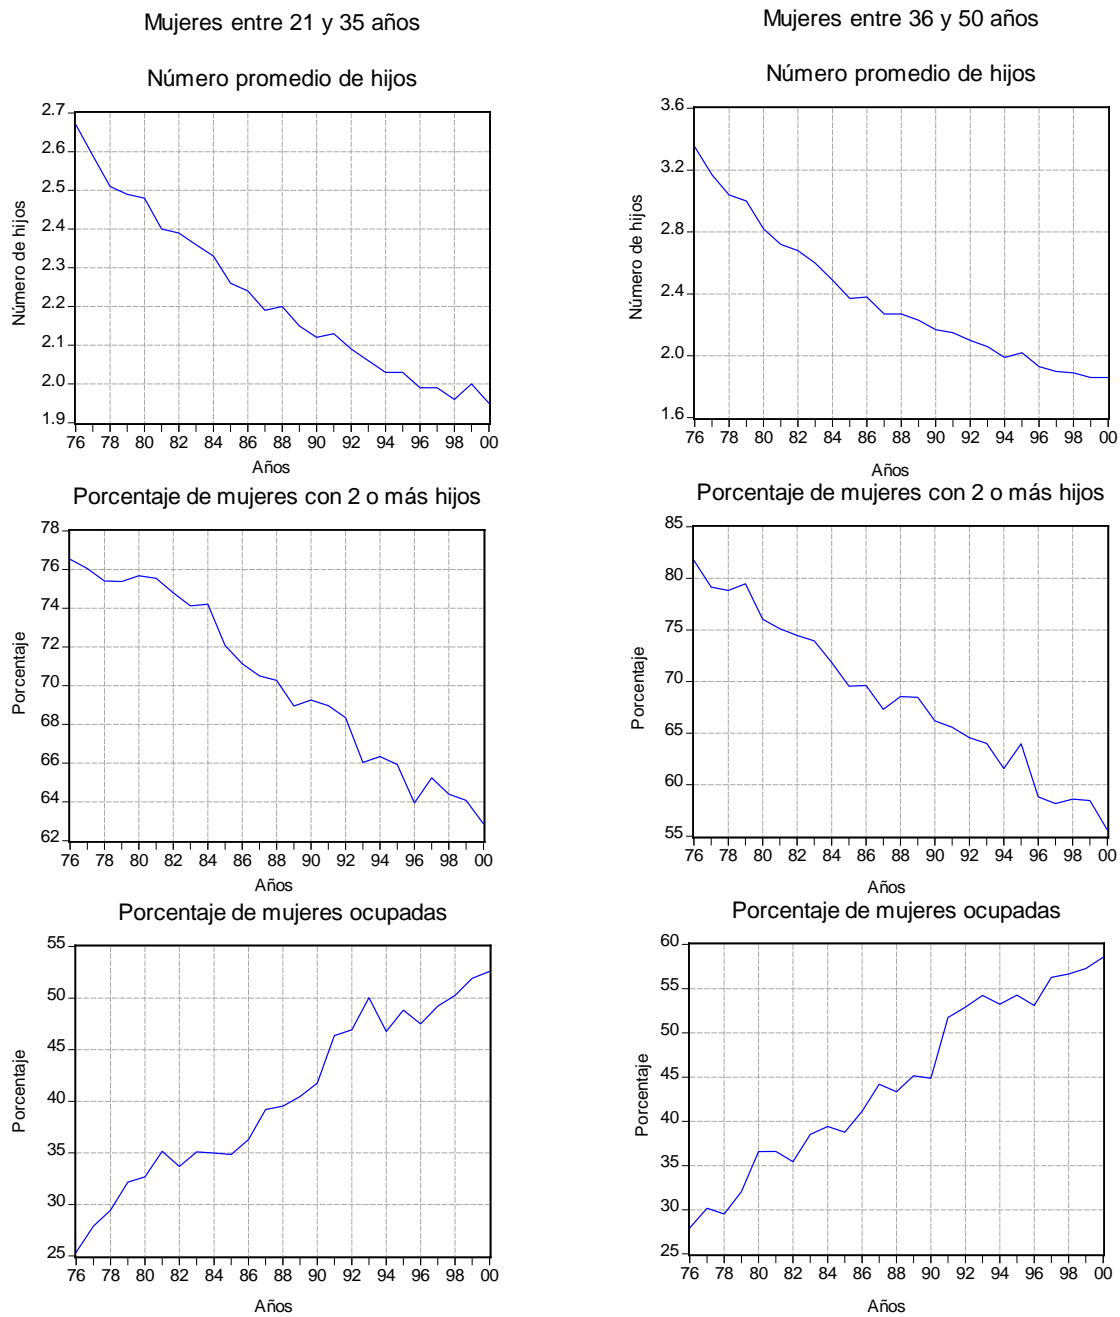 Mujeres entre 21 y 35 años
Número promedio de hijos
Número de hijos
2.7
2.6
2.5
2.4
2.3
2.2
2.1
2.0
1.9
76 78 80 82 84 86 88 90 92 94 96 98 00
Años
Porcentaje de mujeres con 2 o más hijos
Porcentaje
78
76
74
72
70
68
66
64
62
76 78 80 82 84 86 88 90 92 94 96 98 00
Años
Porcentaje de mujeres ocupadas
Porcentaje
55
50
45
40
35
30
25
76 78 80 82 84 86 88 90 92 94 96 98 00
Años
Mujeres entre 36 y 50 años
Número promedio de hijos
Número de hijos
3.6
3.2
2.8
2.4
2.0
1.6
76 78 80 82 84 86 88 90 92 94 96 98 00
Años
Porcentaje de mujeres con 2 o más hijos
Porcentaje
85
80
75
70
65
60
55
76 78 80 82 84 86 88 90 92 94 96 98 00
Años
Porcentaje de mujeres ocupadas
Porcentaje
60
55
50
45
40
35
30
25
76 78 80 82 84 86 88 90 92 94 96 98 00
Años